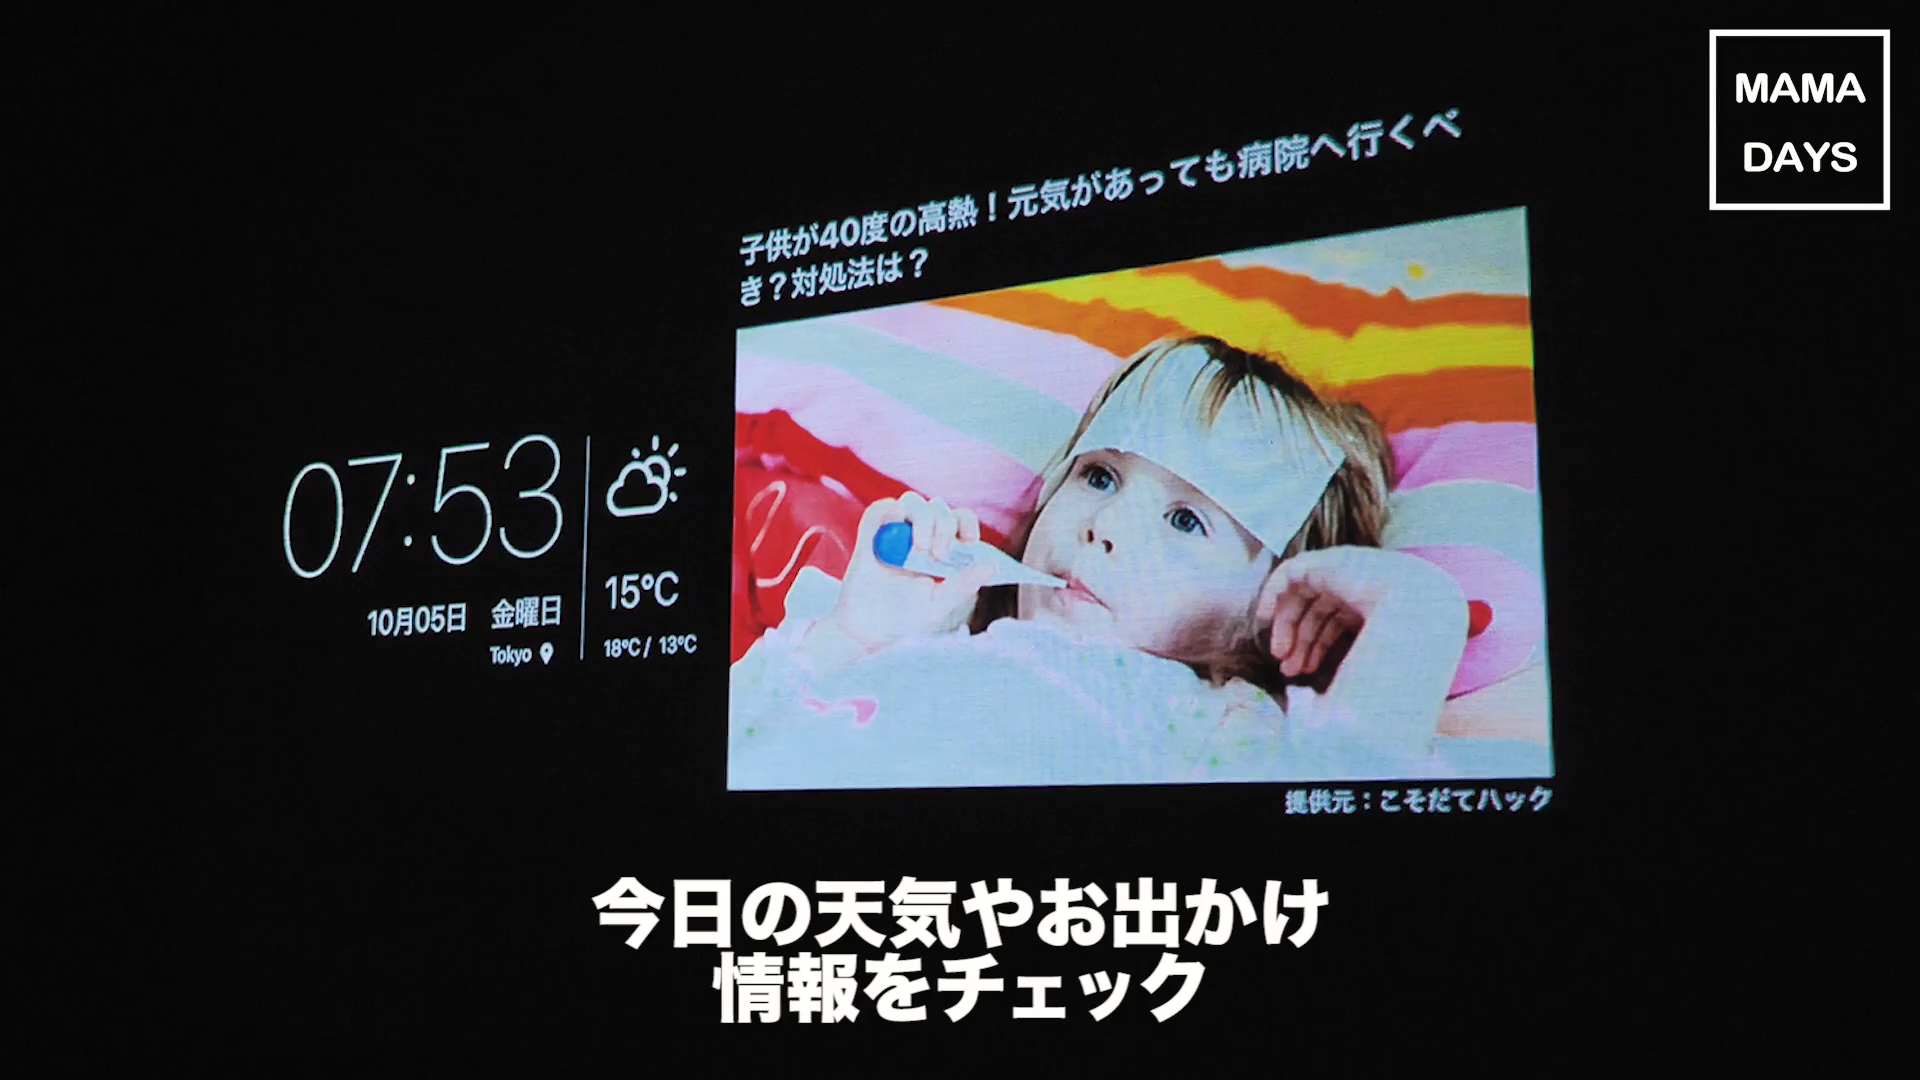 MAMA
DAYS
子供が40度の高熱！元気があっても病院へ行くべ
き？対処法は？
07:53
10月05日 金曜日
Tokyo
15℃
18℃ / 13℃
提供元：こそだてハック
今日の天気やお出かけ
情報をチェック